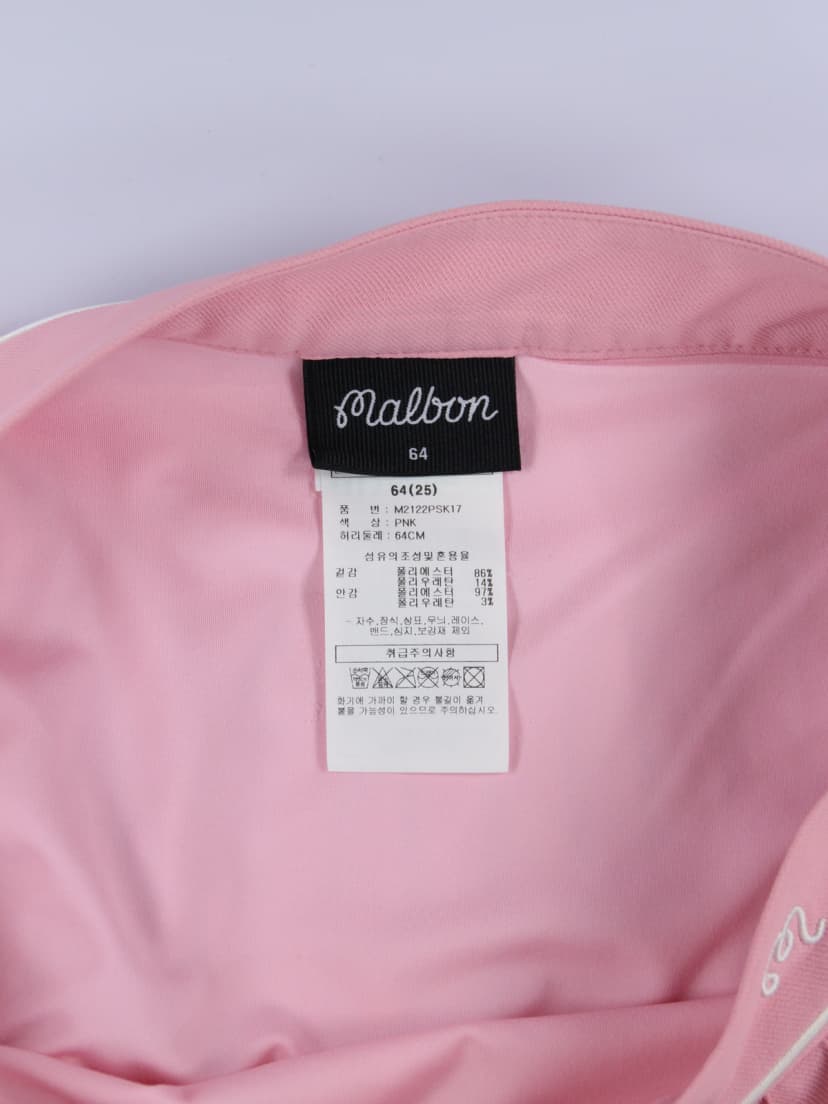 malbon
64
64(25)
품 번 : M2122PSK17
색 상 : PNK
허리둘레 : 64CM
섬유의조성및혼용율
겉감 폴리에스터 86%
폴리우레탄 14%
안감 폴리에스터 97%
폴리우레탄 3%
- 자수,장식,상표,무늬,레이스,
밴드,심지,보강재 제외
취급주의사항
화기에 가까이 할 경우 불길이 옮겨
붙을 가능성이 있으므로 주의하십시오.